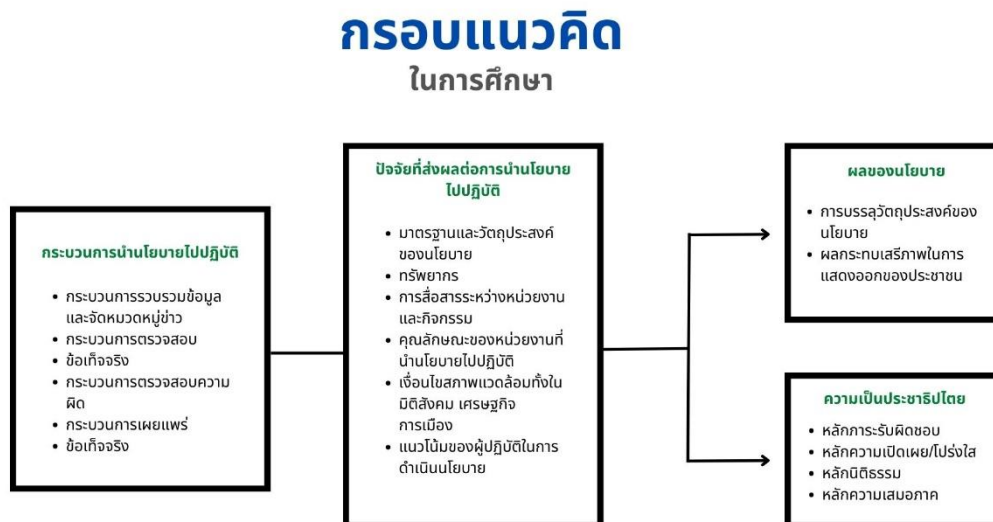 กรอบแนวคิด
ในการศึกษา
กระบวนการนำนโยบายไปปฏิบัติ
• กระบวนการรวบรวมข้อมูล
และจัดหมวดหมู่ข่าว
• กระบวนการตรวจสอบ
• ข้อเท็จจริง
• กระบวนการตรวจสอบความ
ผิด
• กระบวนการเผยแพร่
• ข้อเท็จจริง
ปัจจัยที่ส่งผลต่อการนำนโยบาย
ไปปฏิบัติ
• มาตรฐานและวัตถุประสงค์
ของนโยบาย
• ทรัพยากร
• การสื่อสารระหว่างหน่วยงาน
และกิจกรรม
• คุณลักษณะของหน่วยงานที่
นำนโยบายไปปฏิบัติ
• เงื่อนไขสภาพแวดล้อมทั้งใน
มิติสังคม เศรษฐกิจ
การเมือง
• แนวโน้มของผู้ปฏิบัติในการ
ดำเนินนโยบาย
ผลของนโยบาย
• การบรรลุวัตถุประสงค์ของ
นโยบาย
• ผลกระทบเสรีภาพในการ
แสดงออกของประชาชน
ความเป็นประชาธิปไตย
• หลักภาระรับผิดชอบ
• หลักความเปิดเผย/โปร่งใส
• หลักนิติธรรม
• หลักความเสมอภาค